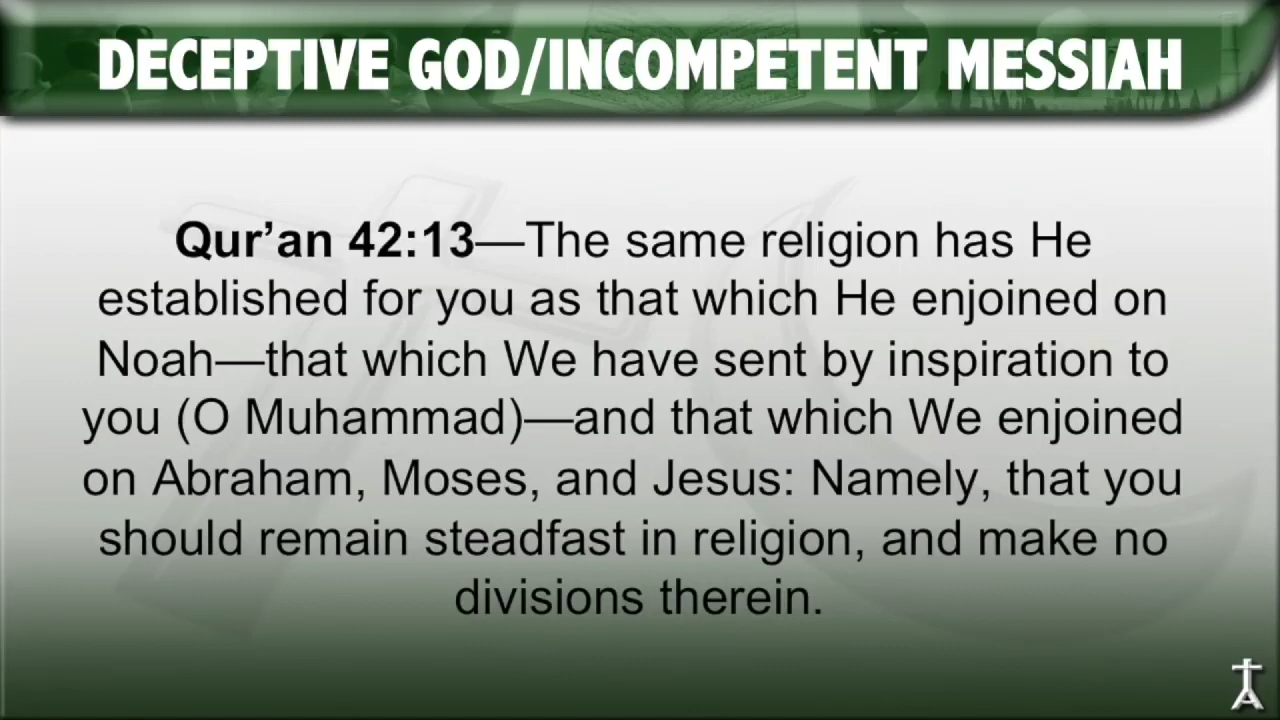 DECEPTIVE GOD/INCOMPETENT MESSIAH
Qur’an 42:13—The same religion has He
established for you as that which He enjoined on
Noah—that which We have sent by inspiration to
you (O Muhammad)—and that which We enjoined
on Abraham, Moses, and Jesus: Namely, that you
should remain steadfast in religion, and make no
divisions therein.